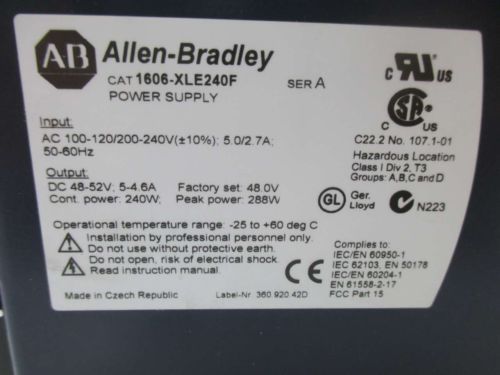 AB Allen-Bradley
CAT 1606-XLE240F SER A
POWER SUPPLY
Input:
AC 100-120/200-240V(±10%); 5.0/2.7A;
50-60Hz
Output:
DC 48-52V; 5-4.6A Factory set: 48.0V
Cont. power: 240W; Peak power: 288W
Operational temperature range: -25 to +60 deg C
Installation by professional personnel only.
Do not use without protective earth.
Do not open, risk of electrical shock.
Read instruction manual.
Made in Czech Republic Label-Nr 360.920.42D
C UR US
C SA US
C22.2 No. 107.1-01
Hazardous Location
Class I Div 2, T3
Groups: A,B,C and D
GL Ger.
Lloyd
N223
CE
Complies to:
IEC/EN 60950-1
IEC 62103, EN 50178
IEC/EN 60204-1
EN 61558-2-17
FCC Part 15